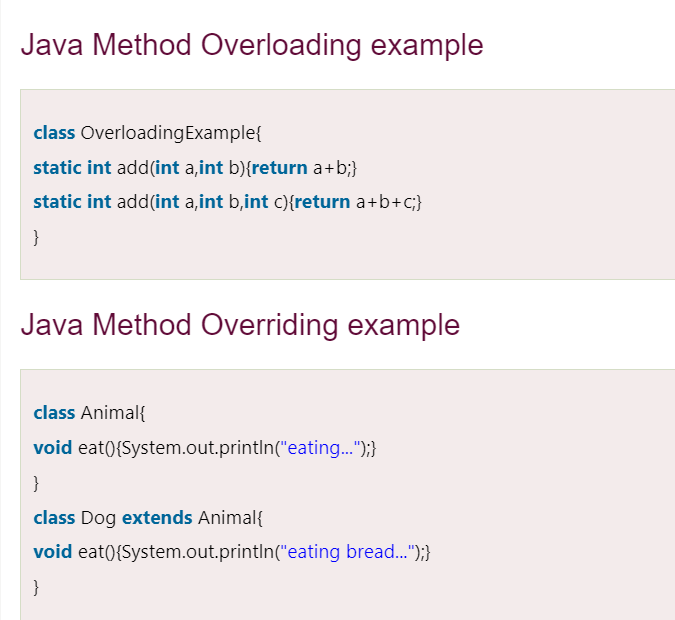 Java Method Overloading example
class OverloadingExample{
static int add(int a,int b){return a+b;}
static int add(int a,int b,int c){return a+b+c;}
}
Java Method Overriding example
class Animal{
void eat(){System.out.println("eating...");}
}
class Dog extends Animal{
void eat(){System.out.println("eating bread...");}
}